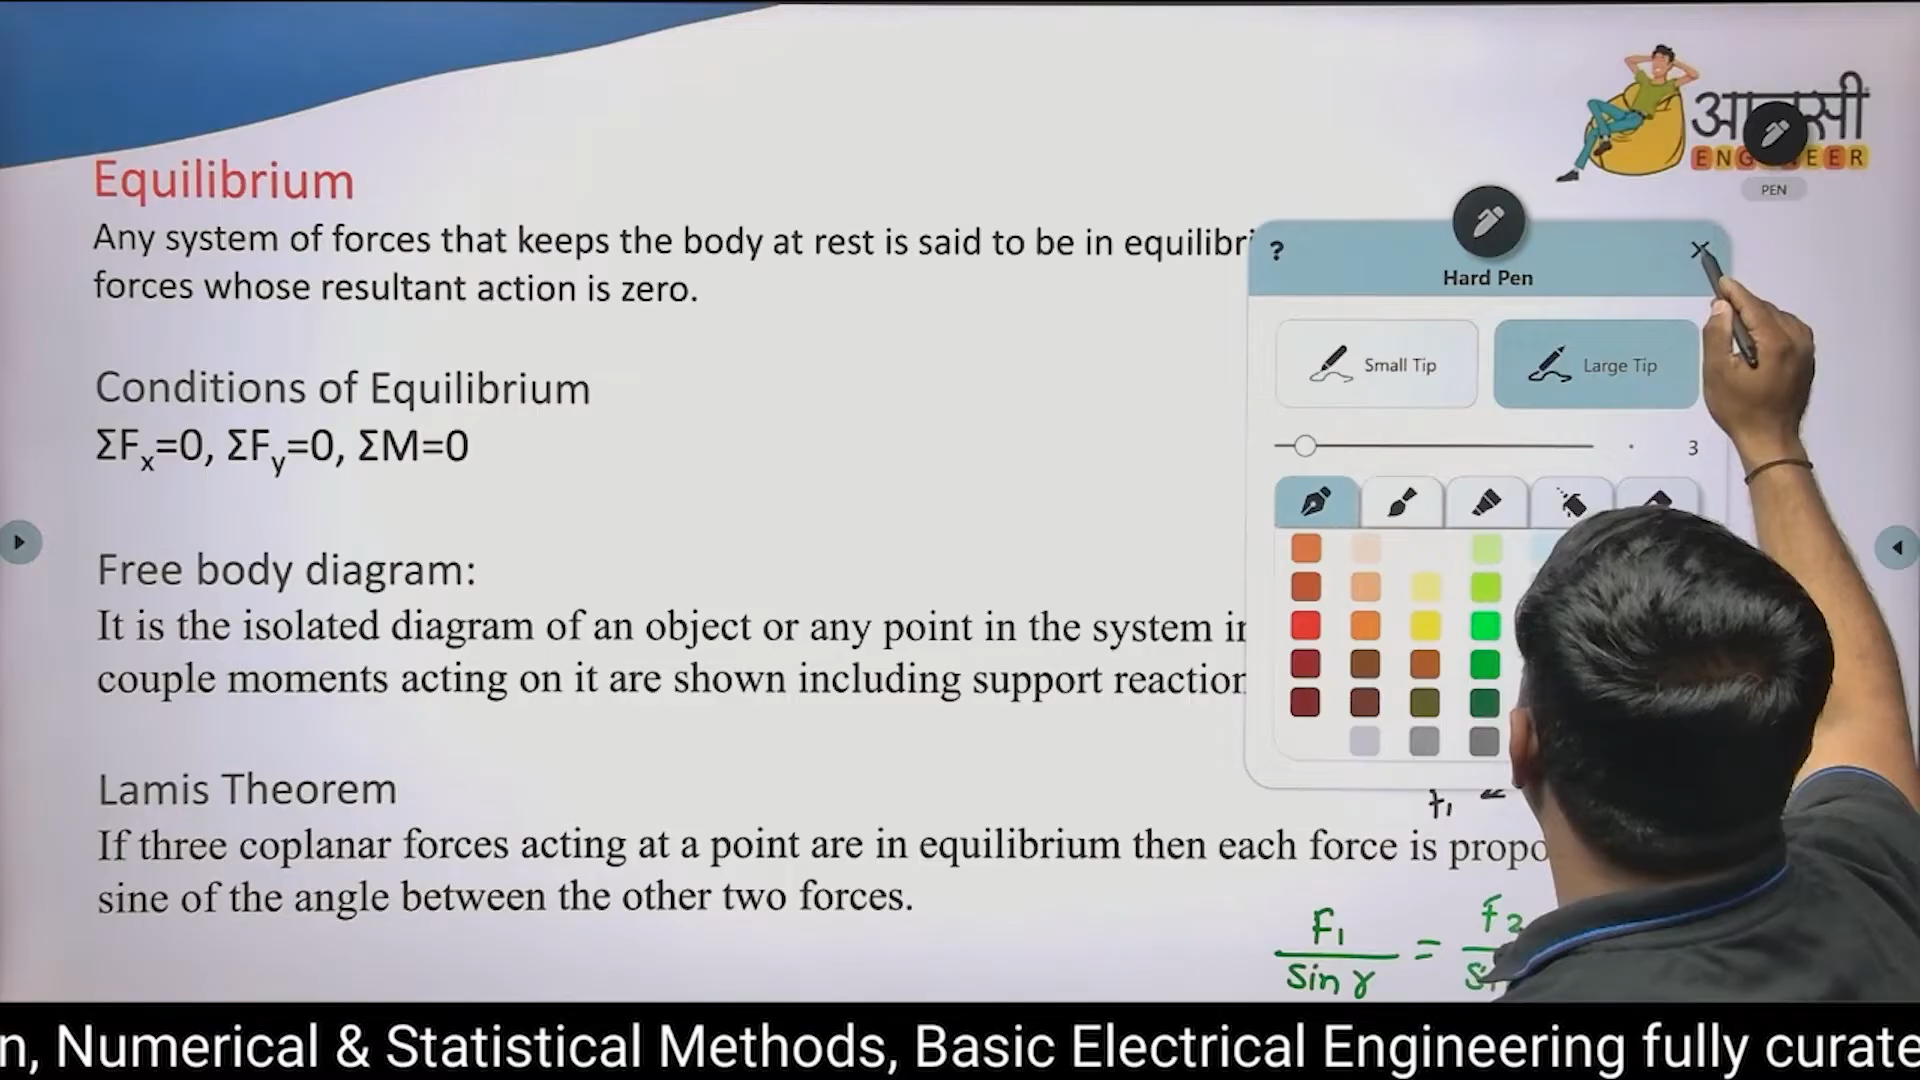 Equilibrium
Any system of forces that keeps the body at rest is said to be in equilibri
forces whose resultant action is zero.
Conditions of Equilibrium
ΣFx=0, ΣFy=0, ΣM=0
Free body diagram:
It is the isolated diagram of an object or any point in the system in
couple moments acting on it are shown including support reaction
Lamis Theorem
If three coplanar forces acting at a point are in equilibrium then each force is propo
sine of the angle between the other two forces.
PEN
?
Hard Pen
Small Tip
Large Tip
3
F1
F1 = F2
sin γ
n, Numerical & Statistical Methods, Basic Electrical Engineering fully curate